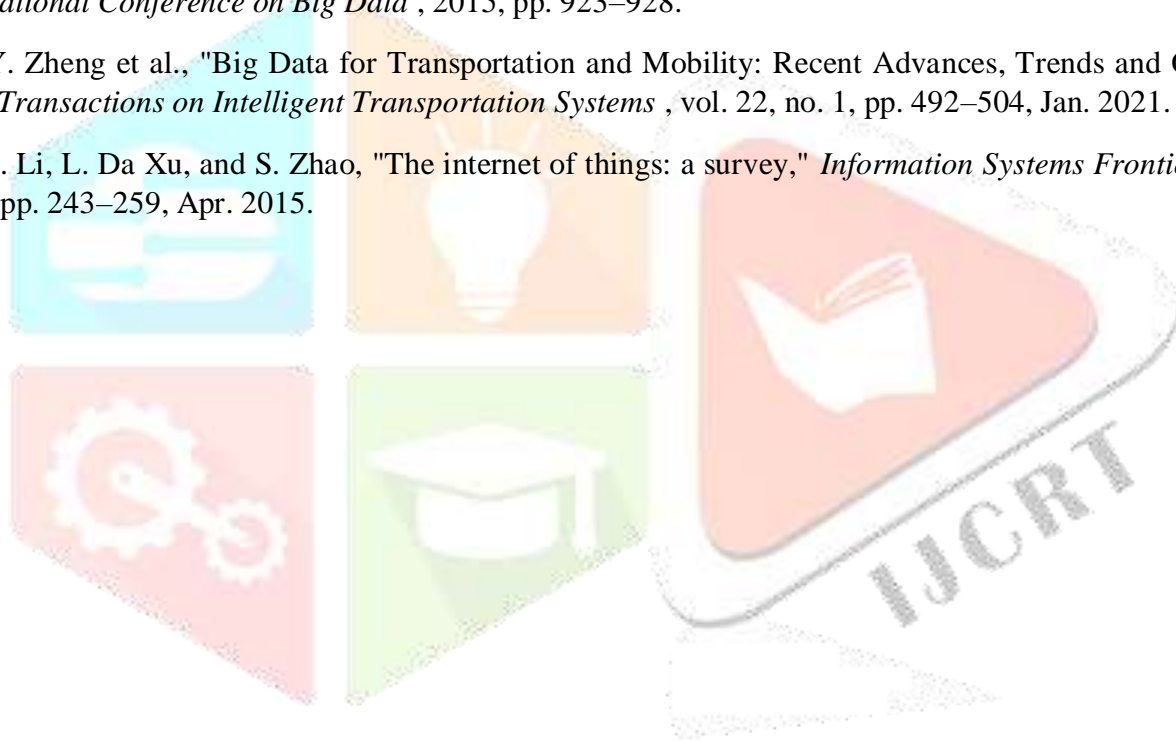 ational Conference on Big Data , 2015, pp. 923–928.
Y. Zheng et al., "Big Data for Transportation and Mobility: Recent Advances, Trends and
Transactions on Intelligent Transportation Systems , vol. 22, no. 1, pp. 492–504, Jan. 2021.
. Li, L. Da Xu, and S. Zhao, "The internet of things: a survey," Information Systems Frontie
pp. 243–259, Apr. 2015.
IJCRT